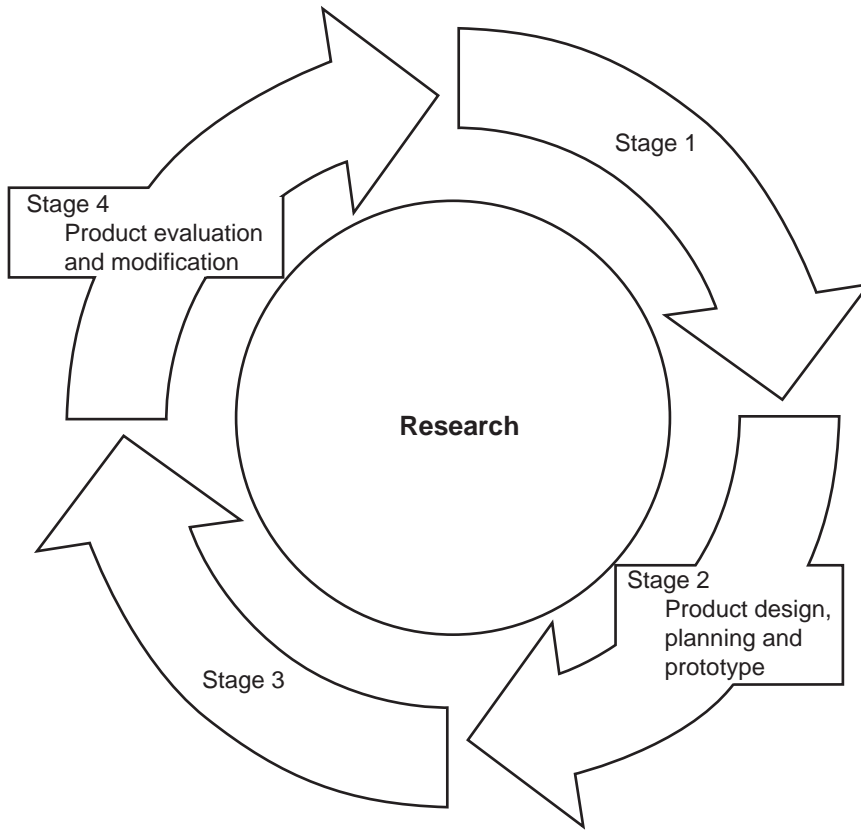 Stage 1
Stage 4
Product evaluation
and modification
Research
Stage 2
Product design,
planning and
prototype
Stage 3